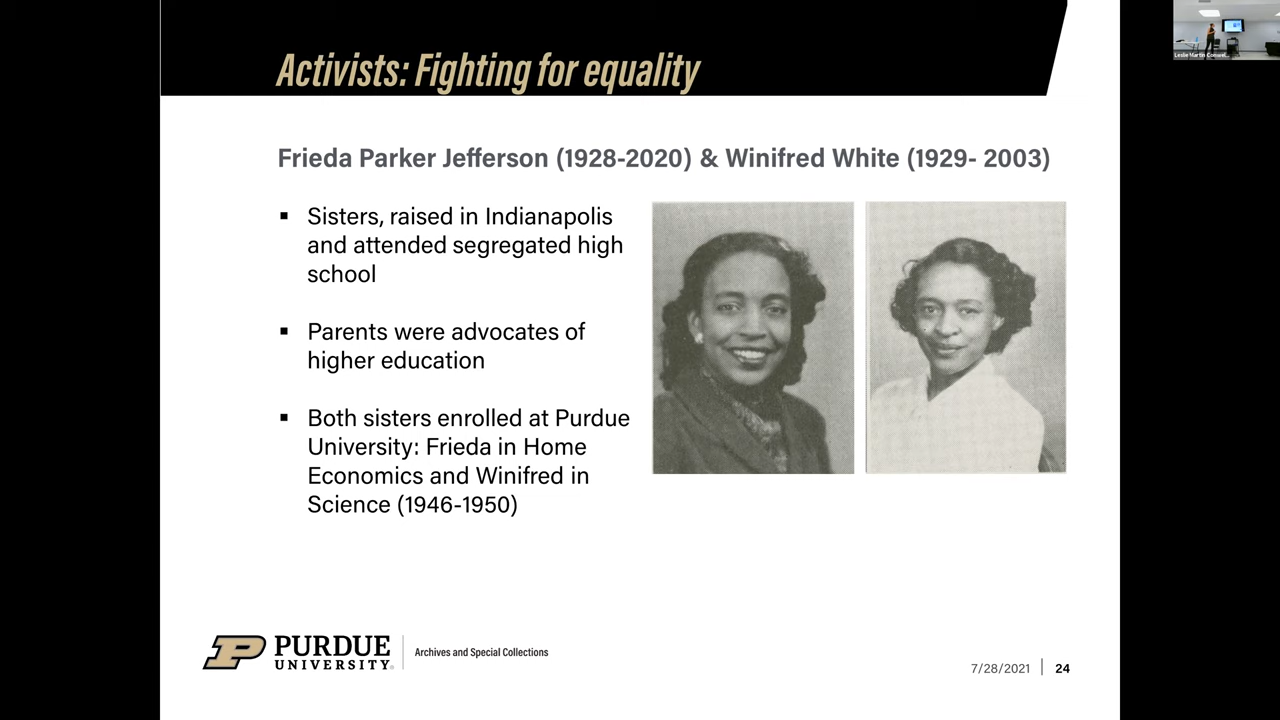 Activists: Fighting for equality
Frieda Parker Jefferson (1928-2020) & Winifred White (1929- 2003)
▪ Sisters, raised in Indianapolis
and attended segregated high
school
▪ Parents were advocates of
higher education
▪ Both sisters enrolled at Purdue
University: Frieda in Home
Economics and Winifred in
Science (1946-1950)
P PURDUE
UNIVERSITY®
Archives and Special Collections
7/28/2021
24
Leslie Martin